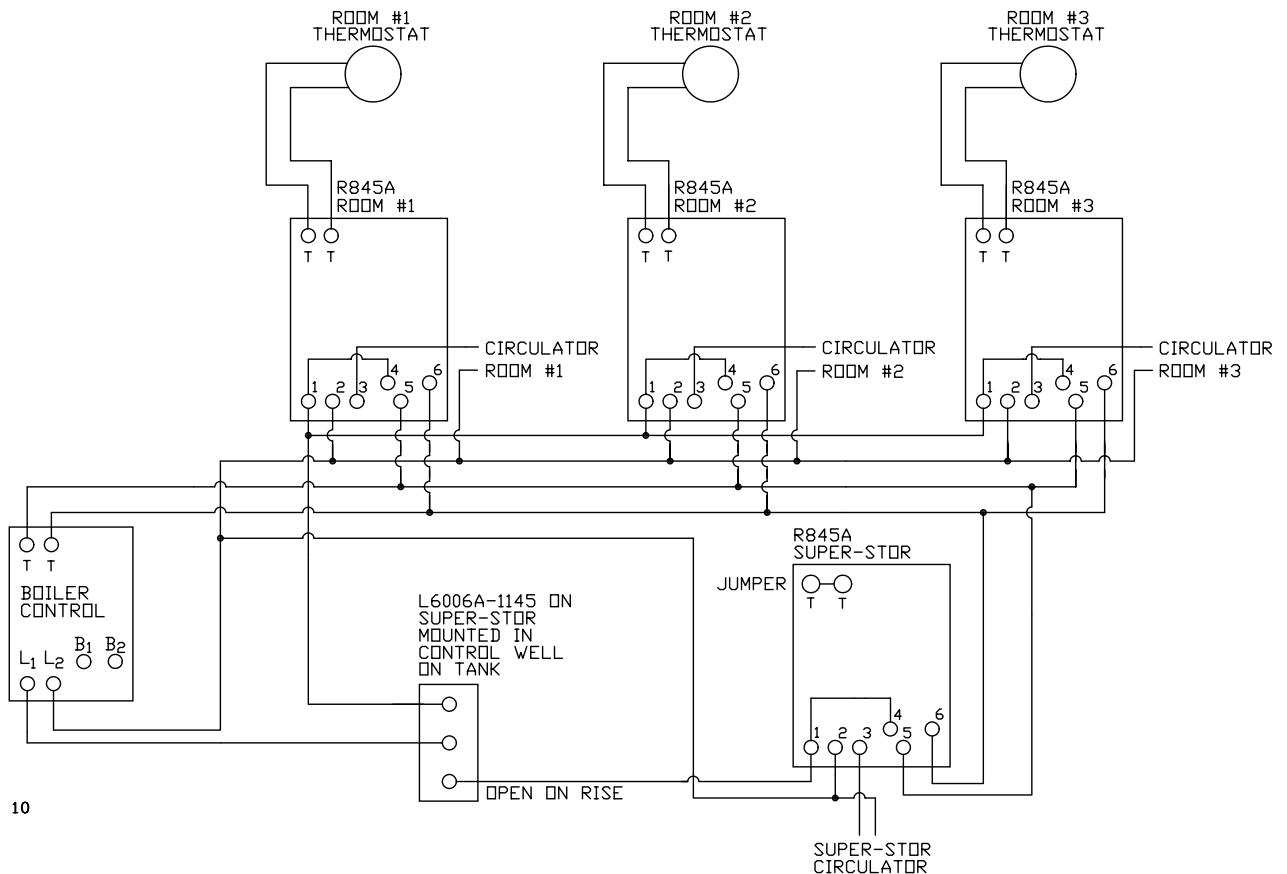 ROOM #1
THERMOSTAT
ROOM #2
THERMOSTAT
ROOM #3
THERMOSTAT
R845A
ROOM #1
R845A
ROOM #2
R845A
ROOM #3
T T
T T
T T
CIRCULATOR
ROOM #1
CIRCULATOR
ROOM #2
CIRCULATOR
ROOM #3
1 2 3 4 5 6
1 2 3 4 5 6
1 2 3 4 5 6
T T
BOILER
CONTROL
L1 L2 B1 B2
L6006A-1145 ON
SUPER-STOR
MOUNTED IN
CONTROL WELL
ON TANK
OPEN ON RISE
R845A
SUPER-STOR
JUMPER
T T
1 2 3 4 5 6
SUPER-STOR
CIRCULATOR
10